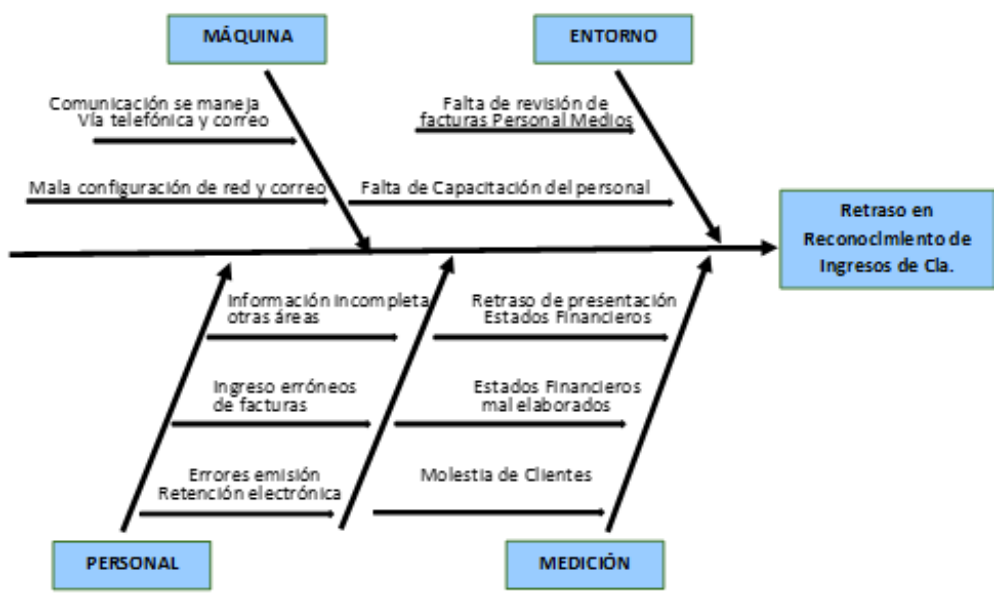 MÁQUINA
ENTORNO
Comunicación se maneja
Vía telefónica y correo
Falta de revisión de
facturas Personal Medios
Mala configuración de red y correo
Falta de Capacitación del personal
Retraso en
Reconocimiento de
Ingresos de Cia.
Información incompleta
otras áreas
Retraso de presentación
Estados Financieros
Ingreso erróneos
de facturas
Estados Financieros
mal elaborados
Errores emisión
Retención electrónica
Molestia de Clientes
PERSONAL
MEDICIÓN